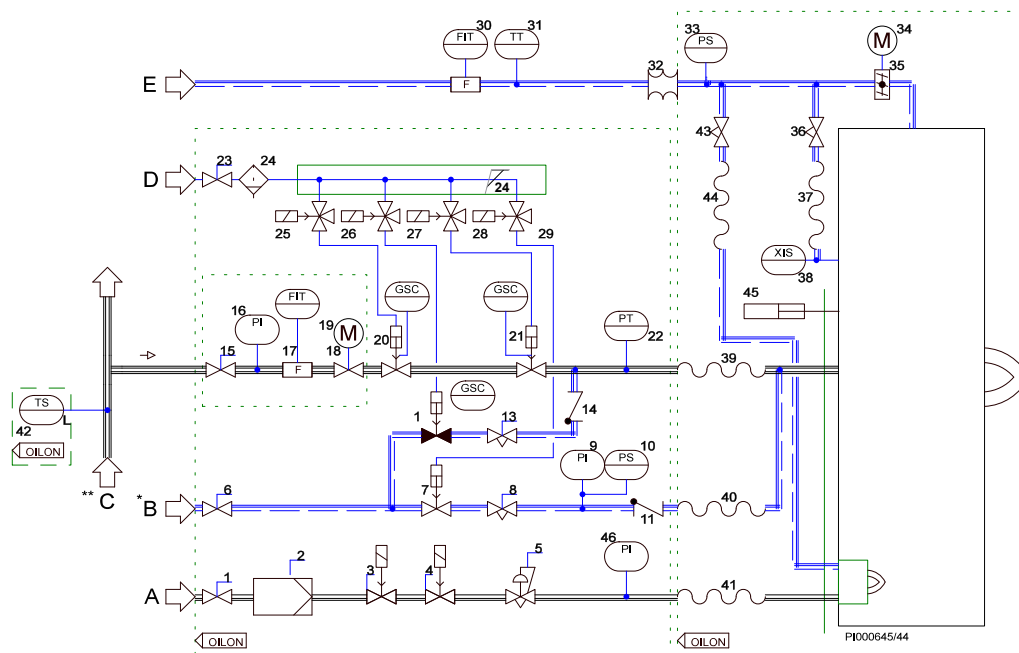 30 31 33 34
FIT TT PS M
E F 32 35
43 36
23 24
D 24
44 37
25 26 27 28 29
XIS
38
GSC GSC
FIT
16 19 45
PI M PT
15 17 18 20 21 22 39
F
TS GSC
L 1 13 14
42 9 10
OILON PI PS
** C
* B 6 7 8 11 40
2 46
5 PI
A 1 3 4 41
OILON OILON PI000645/44